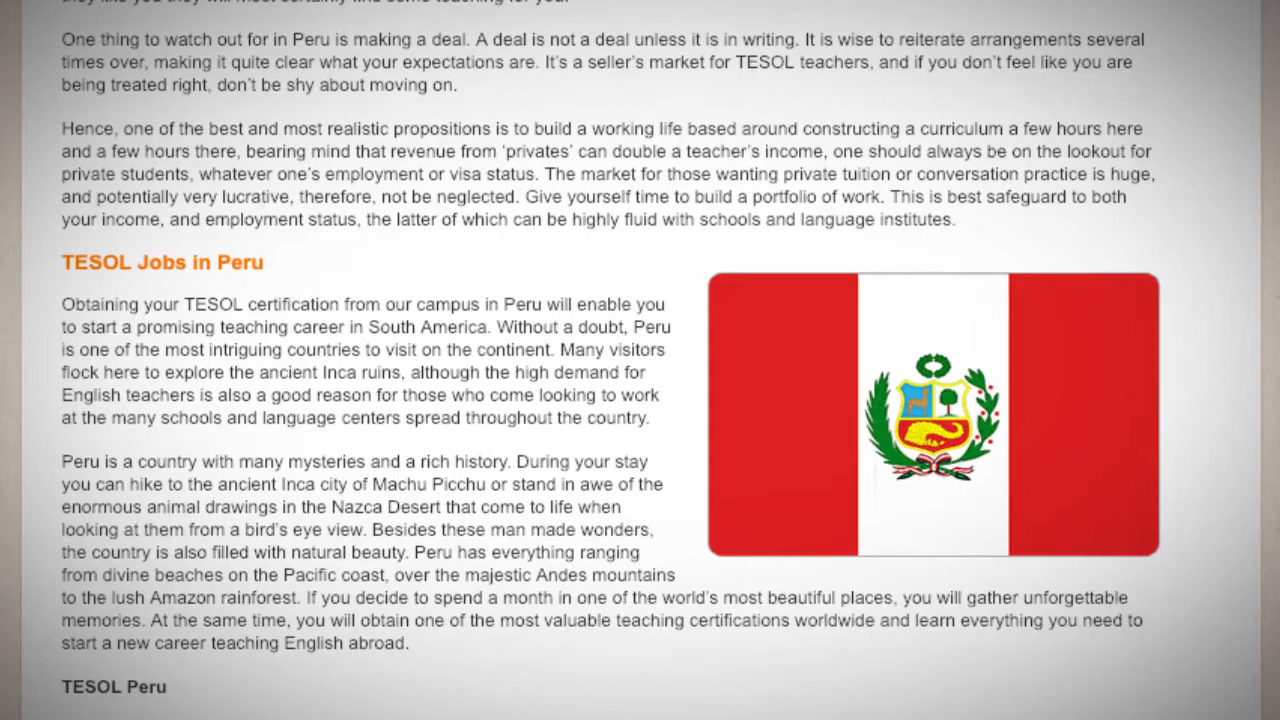 they like you they will most certainly find some teaching for you.
One thing to watch out for in Peru is making a deal. A deal is not a deal unless it is in writing. It is wise to reiterate arrangements several
times over, making it quite clear what your expectations are. It’s a seller’s market for TESOL teachers, and if you don’t feel like you are
being treated right, don’t be shy about moving on.
Hence, one of the best and most realistic propositions is to build a working life based around constructing a curriculum a few hours here
and a few hours there, bearing mind that revenue from ‘privates’ can double a teacher’s income, one should always be on the lookout for
private students, whatever one’s employment or visa status. The market for those wanting private tuition or conversation practice is huge,
and potentially very lucrative, therefore, not be neglected. Give yourself time to build a portfolio of work. This is best safeguard to both
your income, and employment status, the latter of which can be highly fluid with schools and language institutes.
TESOL Jobs in Peru
Obtaining your TESOL certification from our campus in Peru will enable you
to start a promising teaching career in South America. Without a doubt, Peru
is one of the most intriguing countries to visit on the continent. Many visitors
flock here to explore the ancient Inca ruins, although the high demand for
English teachers is also a good reason for those who come looking to work
at the many schools and language centers spread throughout the country.
Peru is a country with many mysteries and a rich history. During your stay
you can hike to the ancient Inca city of Machu Picchu or stand in awe of the
enormous animal drawings in the Nazca Desert that come to life when
looking at them from a bird’s eye view. Besides these man made wonders,
the country is also filled with natural beauty. Peru has everything ranging
from divine beaches on the Pacific coast, over the majestic Andes mountains
to the lush Amazon rainforest. If you decide to spend a month in one of the world’s most beautiful places, you will gather unforgettable
memories. At the same time, you will obtain one of the most valuable teaching certifications worldwide and learn everything you need to
start a new career teaching English abroad.
TESOL Peru